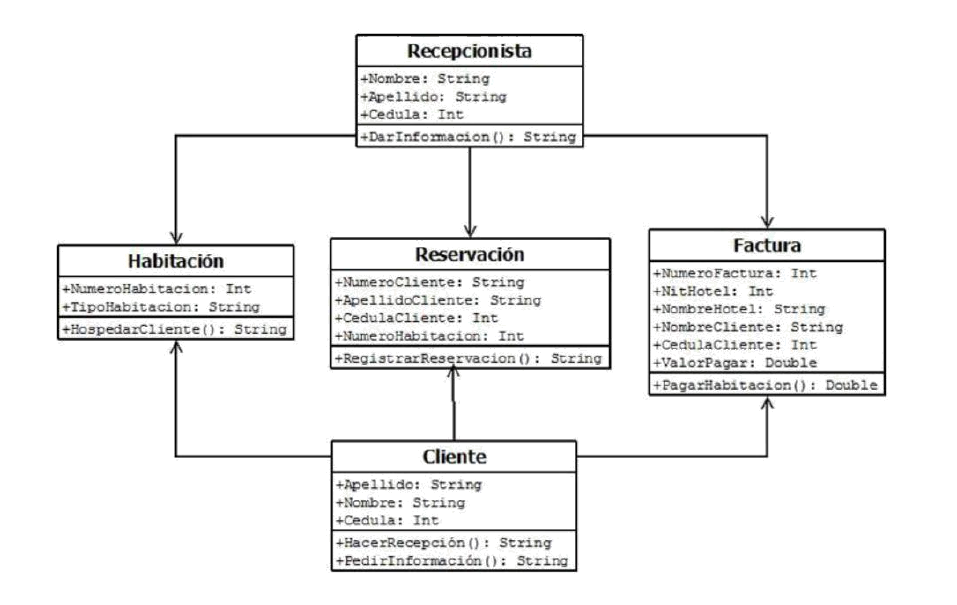 Recepcionista
+Nombre: String
+Apellido: String
+Cedula: Int
+DarInformacion(): String
Habitación
+NumeroHabitacion: Int
+TipoHabitacion: String
+HospedarCliente(): String
Reservación
+NumeroCliente: String
+ApellidoCliente: String
+CedulaCliente: Int
+NumeroHabitacion: Int
+RegistrarReservacion(): String
Factura
+NumeroFactura: Int
+NitHotel: Int
+NombreHotel: String
+NombreCliente: String
+CedulaCliente: Int
+ValorPagar: Double
+PagarHabitacion(): Double
Cliente
+Apellido: String
+Nombre: String
+Cedula: Int
+HacerRecepción(): String
+PedirInformación(): String